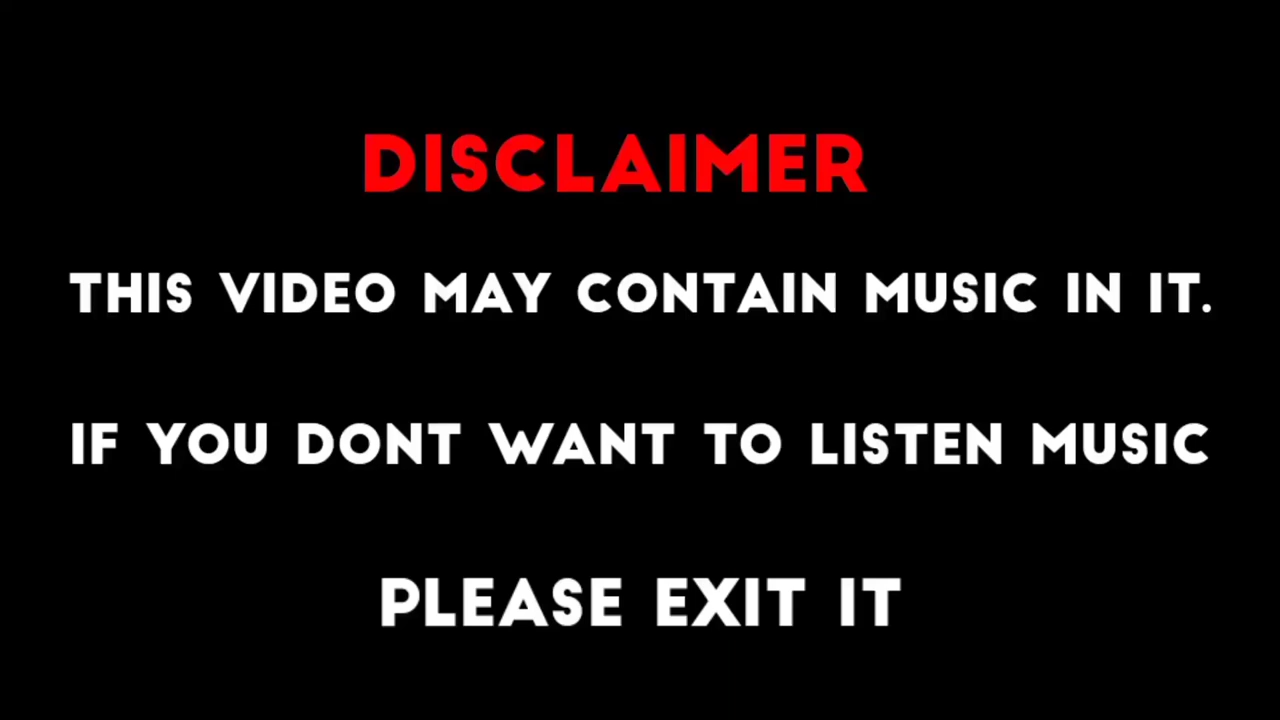 DISCLAIMER
THIS VIDEO MAY CONTAIN MUSIC IN IT.
IF YOU DONT WANT TO LISTEN MUSIC
PLEASE EXIT IT